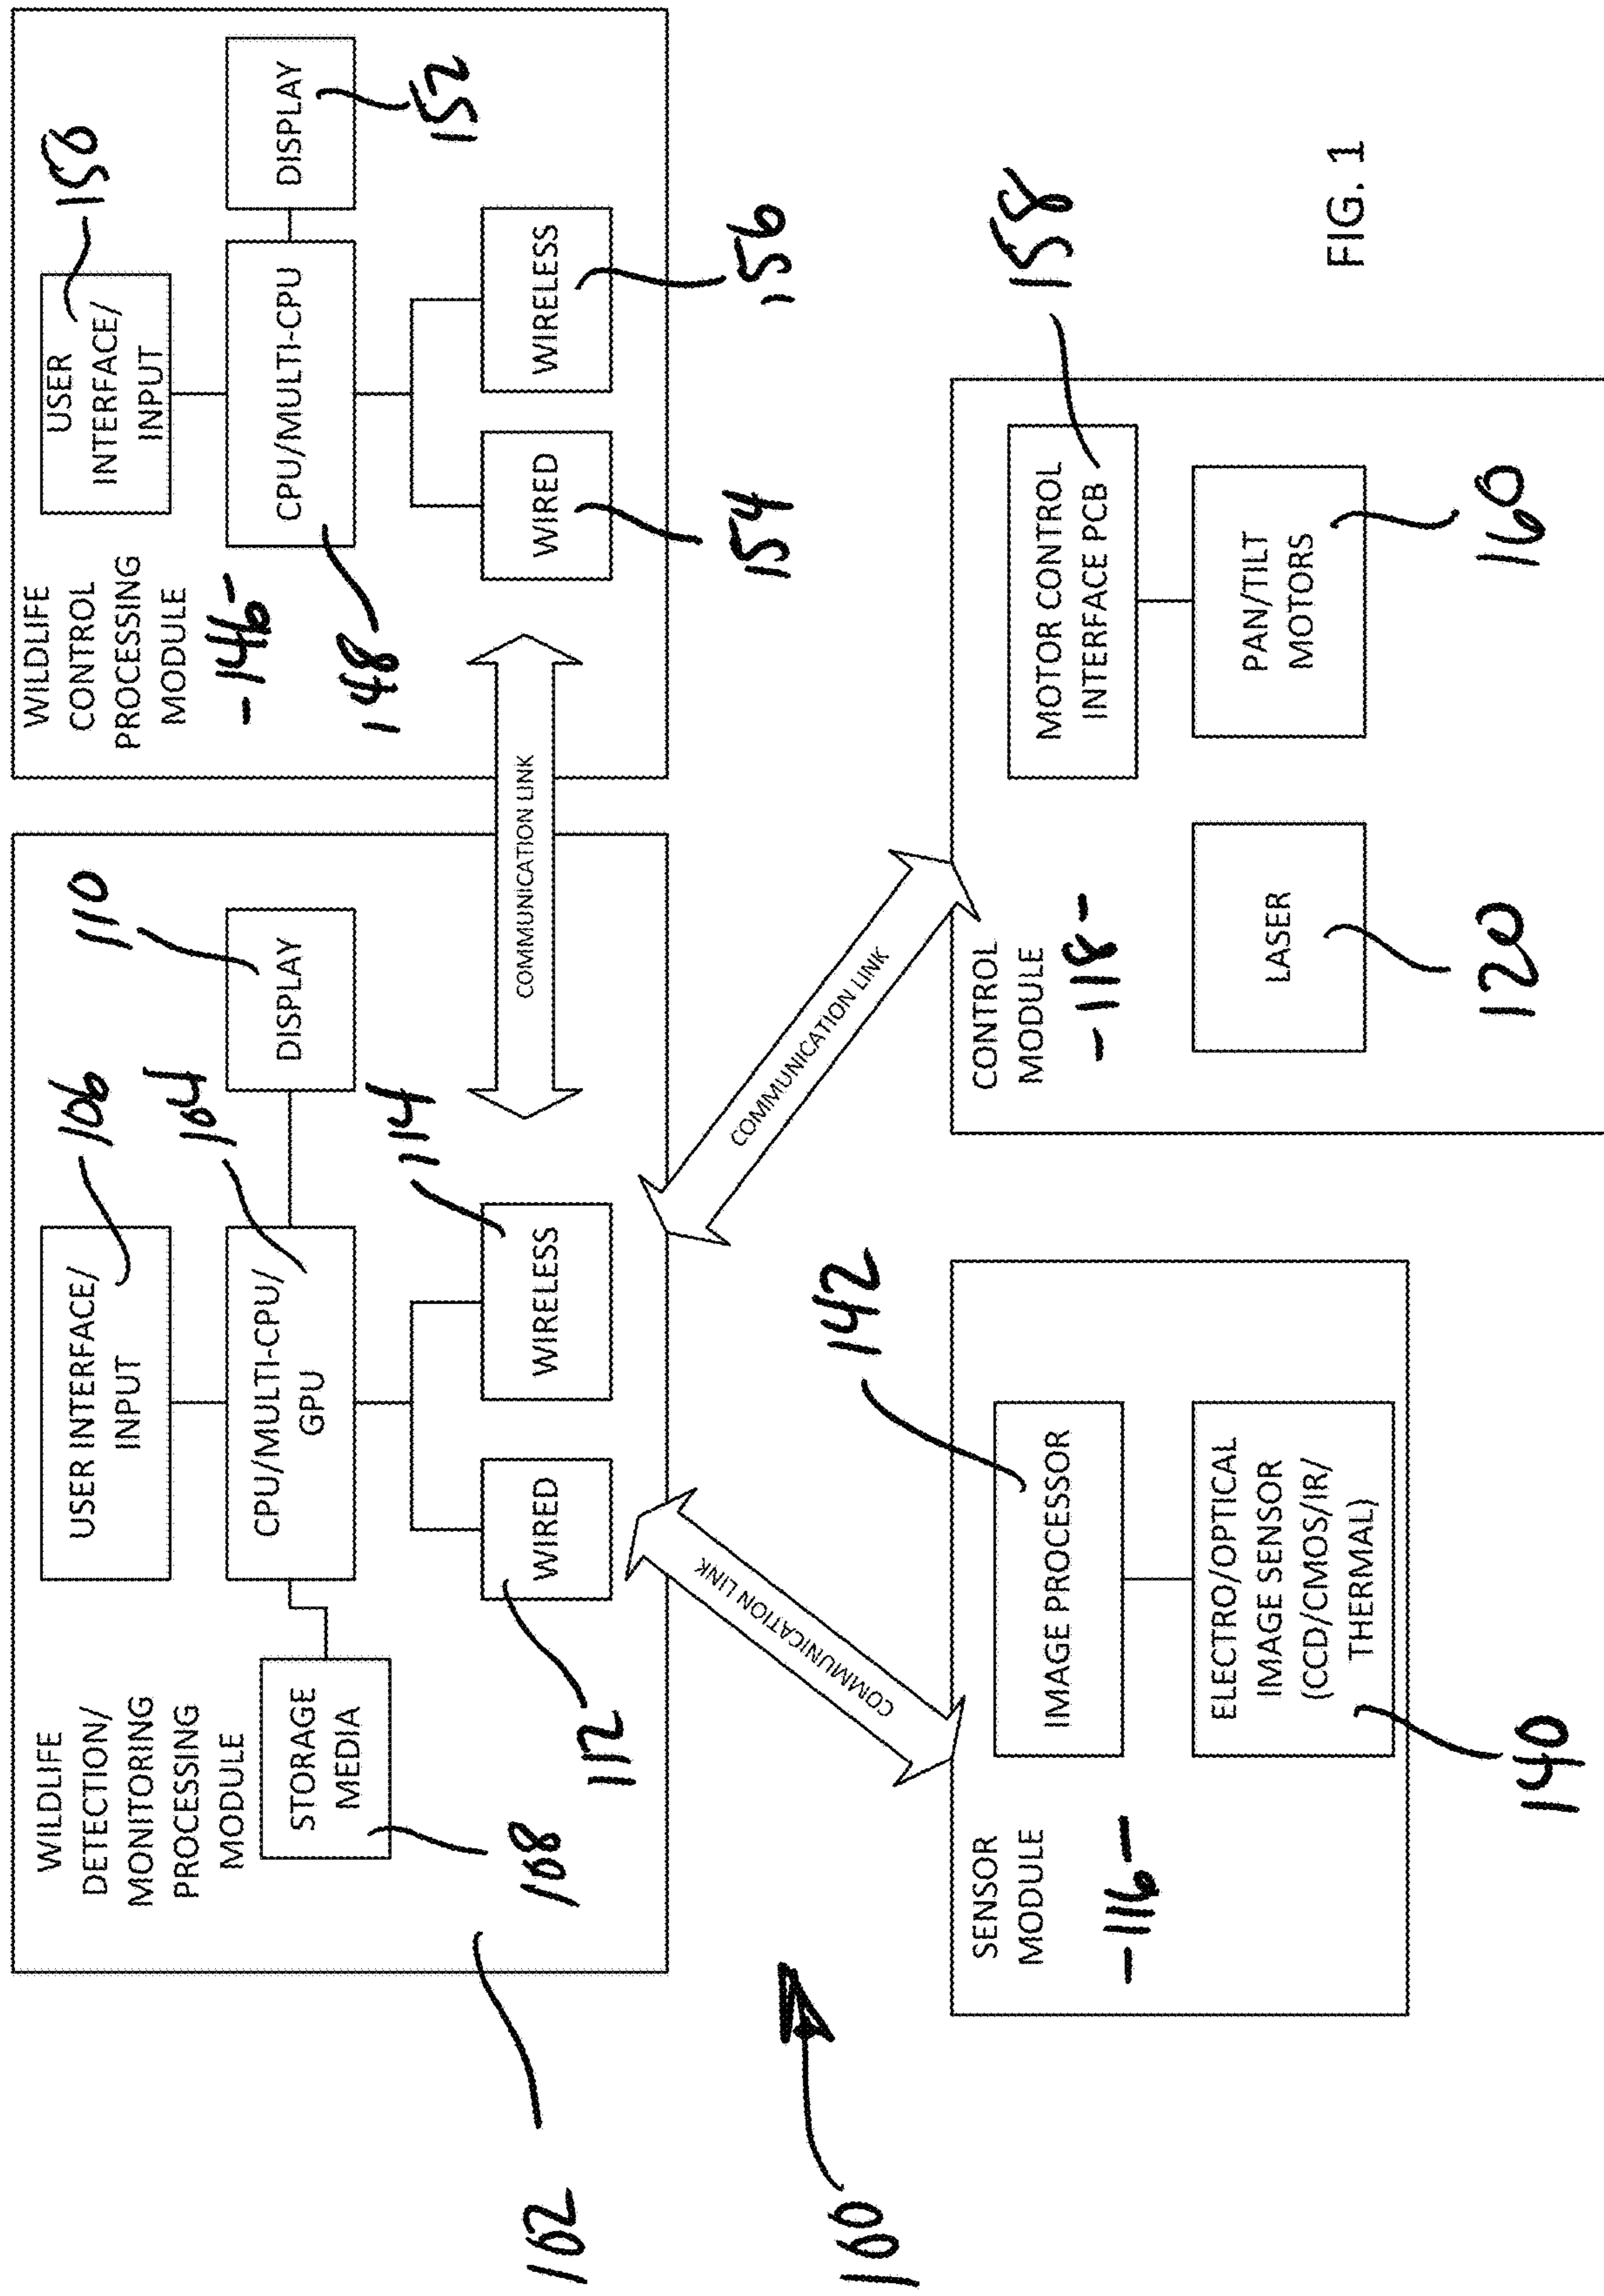 WILDLIFE
DETECTION/
MONITORING
PROCESSING
MODULE
USER INTERFACE/
INPUT
106
104
110
CPU/MULTI-CPU/
GPU
DISPLAY
STORAGE
MEDIA
108
WIRED
112
WIRELESS
114
102
COMMUNICATION LINK
WILDLIFE
CONTROL
PROCESSING
MODULE
-146-
148
USER
INTERFACE/
INPUT
150
CPU/MULTI-CPU
DISPLAY
152
WIRED
154
WIRELESS
156
100
COMMUNICATION LINK
COMMUNICATION LINK
SENSOR
MODULE
-116-
IMAGE PROCESSOR
142
ELECTRO/OPTICAL
IMAGE SENSOR
(CCD/CMOS/IR/
THERMAL)
140
CONTROL
MODULE
-118-
LASER
120
MOTOR CONTROL
INTERFACE PCB
158
PAN/TILT
MOTORS
160
FIG. 1